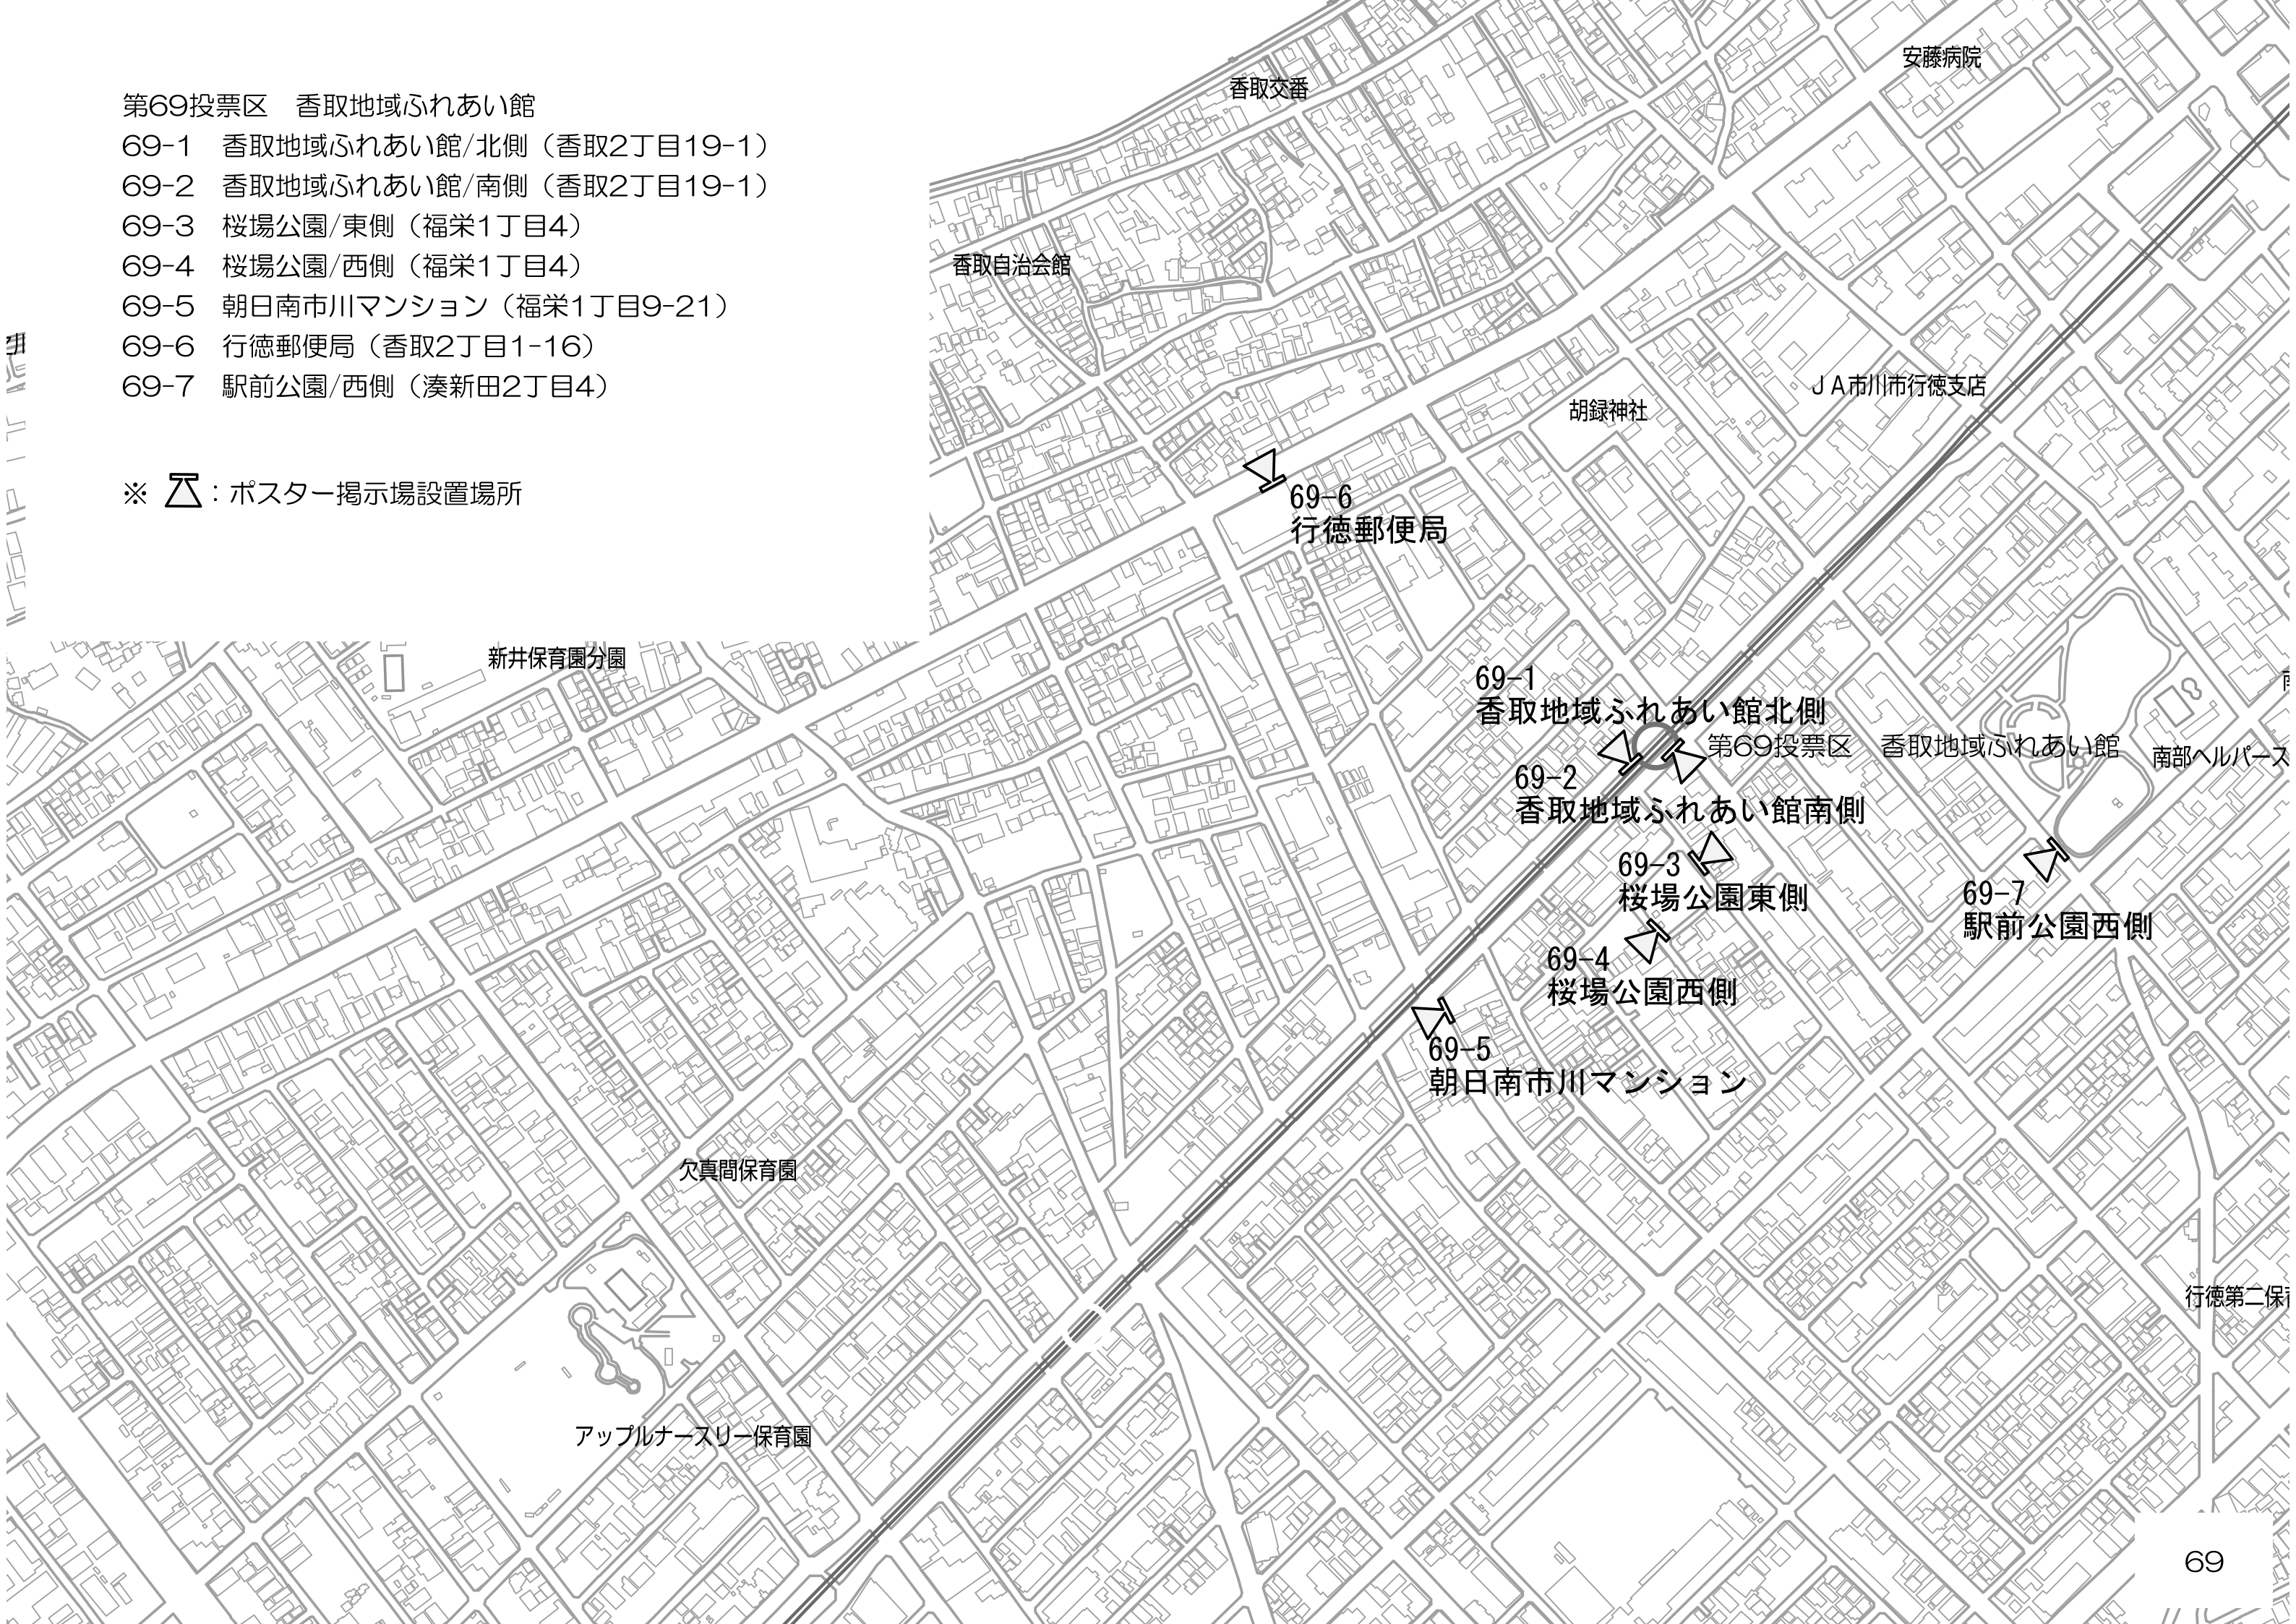 第69投票区　香取地域ふれあい館
69-1　香取地域ふれあい館/北側（香取2丁目19-1）
69-2　香取地域ふれあい館/南側（香取2丁目19-1）
69-3　桜場公園/東側（福栄1丁目4）
69-4　桜場公園/西側（福栄1丁目4）
69-5　朝日南市川マンション（福栄1丁目9-21）
69-6　行徳郵便局（香取2丁目1-16）
69-7　駅前公園/西側（湊新田2丁目4）
※　：ポスター掲示場設置場所
安藤病院
香取交番
香取自治会館
ＪＡ市川市行徳支店
胡録神社
69-6
行徳郵便局
新井保育園分園
69-1
香取地域ふれあい館北側
第69投票区　香取地域ふれあい館
南部ヘルパース
69-2
香取地域ふれあい館南側
69-3
桜場公園東側
69-7
駅前公園西側
69-4
桜場公園西側
69-5
朝日南市川マンション
欠真間保育園
行徳第二保
アップルナースリー保育園
69